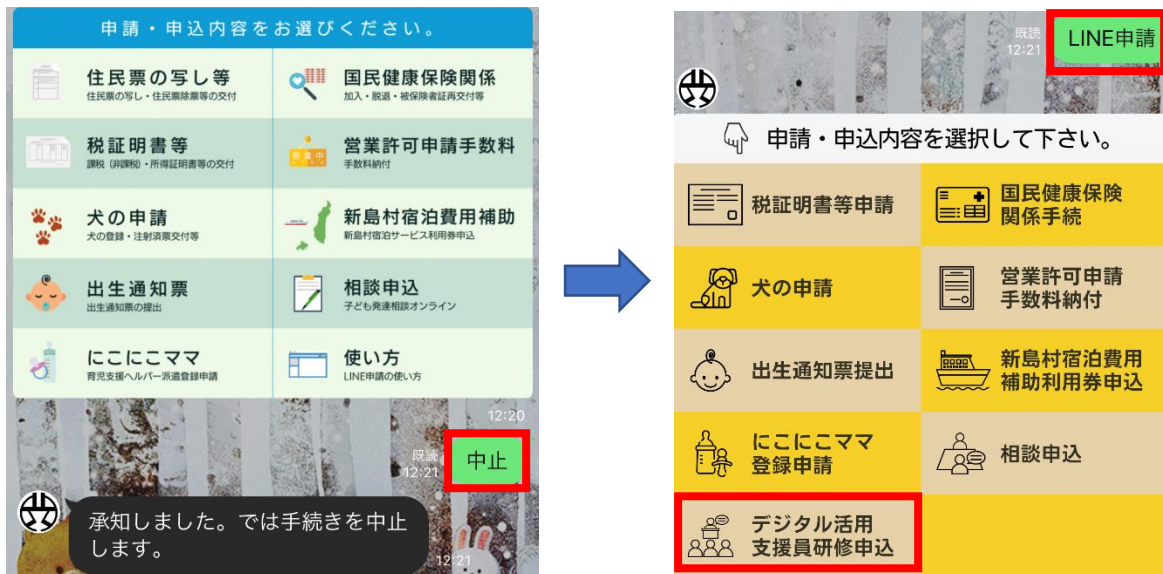 申請・申込内容をお選びください。
住民票の写し等
住民票の写し・住民票除票等の交付
国民健康保険関係
加入・脱退・被保険者証再交付等
税証明書等
課税（非課税）・所得証明書等の交付
営業許可申請手数料
手数料納付
犬の申請
犬の登録・注射済票交付等
新島村宿泊費用補助
新島村宿泊サービス利用券申込
出生通知票
出生通知票の提出
相談申込
子ども発達相談オンライン
にこにこママ
育児支援ヘルパー派遣登録申請
使い方
LINE申請の使い方
12:20
既読
12:21
中止
承知しました。では手続きを中止
します。
12:21
既読
12:21
LINE申請
申請・申込内容を選択して下さい。
税証明書等申請
国民健康保険
関係手続
犬の申請
営業許可申請
手数料納付
出生通知票提出
新島村宿泊費用
補助利用券申込
にこにこママ
登録申請
相談申込
デジタル活用
支援員研修申込